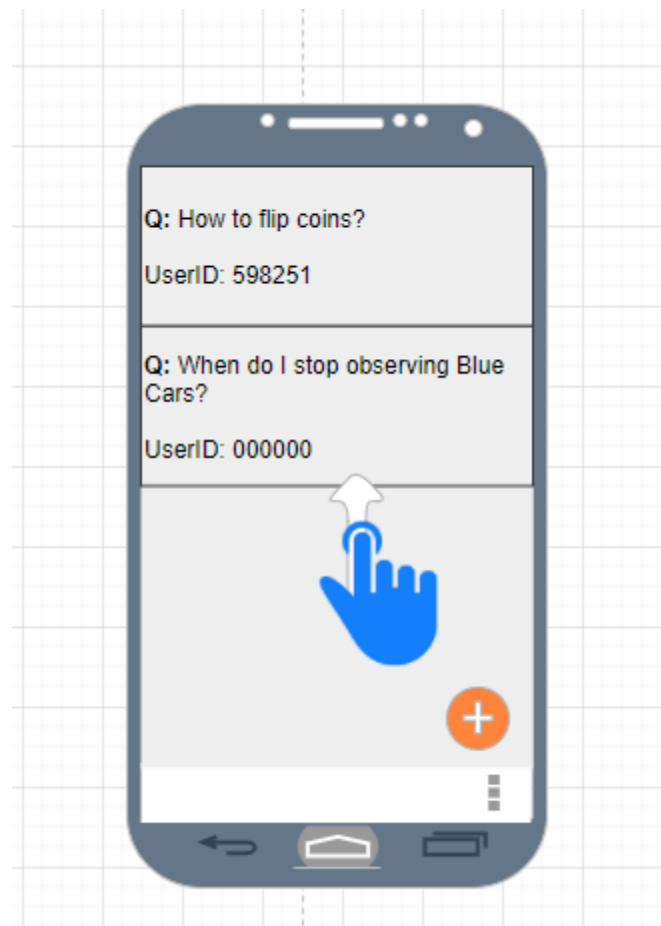 Q: How to flip coins?
UserID: 598251
Q: When do I stop observing Blue
Cars?
UserID: 000000